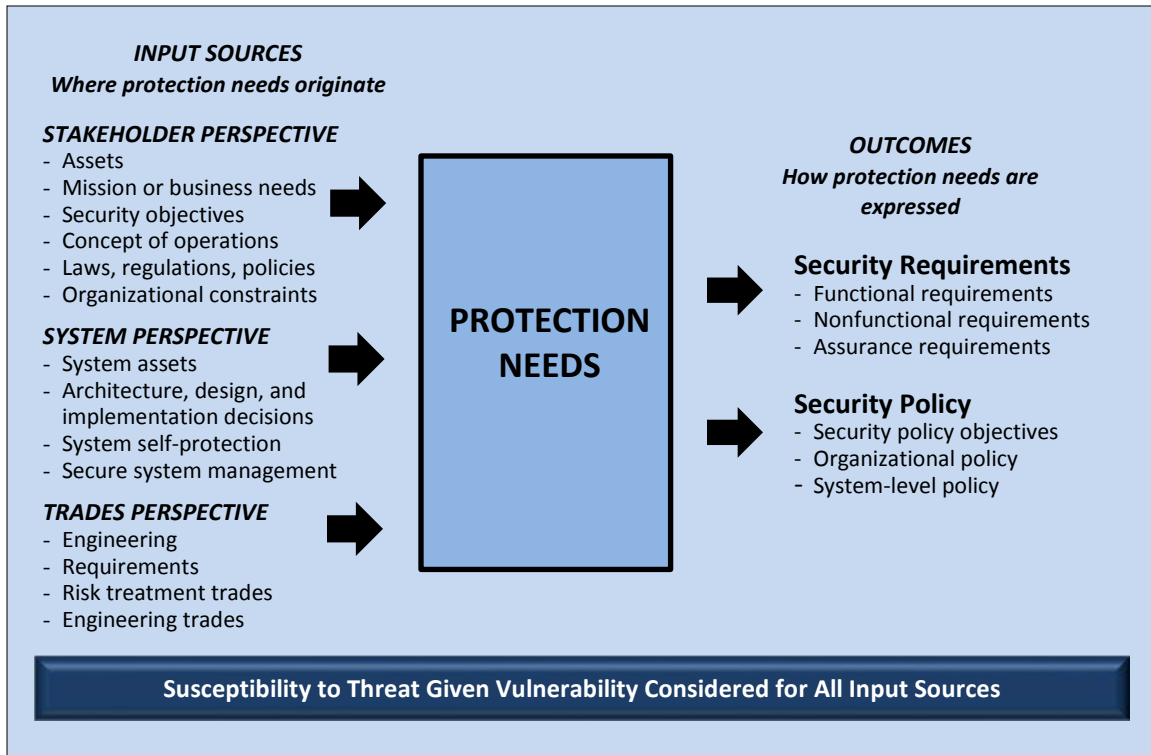 INPUT SOURCES
Where protection needs originate
STAKEHOLDER PERSPECTIVE
- Assets
- Mission or business needs
- Security objectives
- Concept of operations
- Laws, regulations, policies
- Organizational constraints
SYSTEM PERSPECTIVE
- System assets
- Architecture, design, and
implementation decisions
- System self-protection
- Secure system management
TRADES PERSPECTIVE
- Engineering
- Requirements
- Risk treatment trades
- Engineering trades
PROTECTION
NEEDS
OUTCOMES
How protection needs are
expressed
Security Requirements
- Functional requirements
- Nonfunctional requirements
- Assurance requirements
Security Policy
- Security policy objectives
- Organizational policy
- System-level policy
Susceptibility to Threat Given Vulnerability Considered for All Input Sources